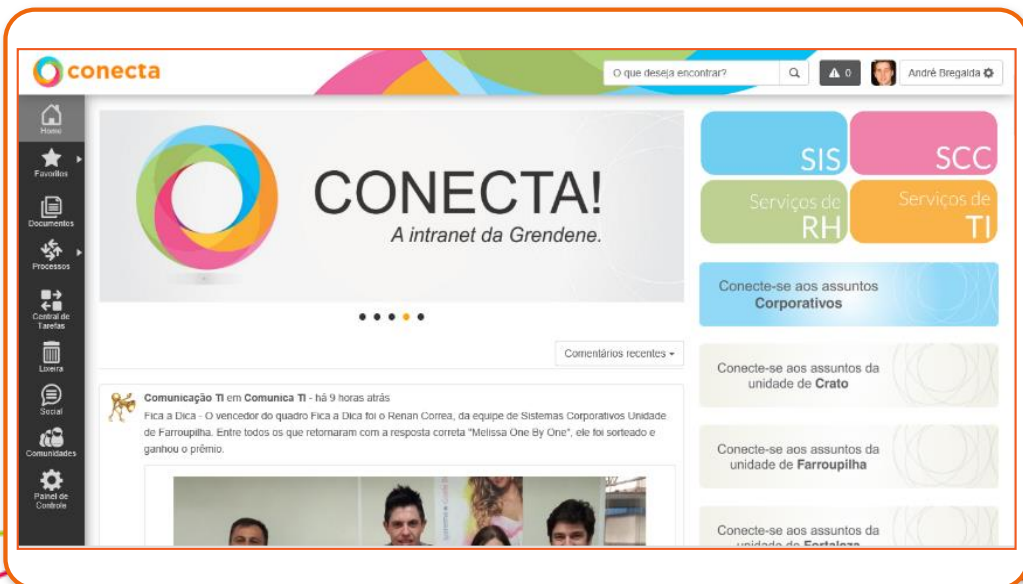 conecta
O que deseja encontrar?
0
André Bregalda
Home
Favoritos
Documentos
Processos
Central de
Tarefas
Lixeira
Social
Comunidades
Painel de
Controle
CONECTA!
A intranet da Grendene.
SIS
SCC
Serviços de
RH
Serviços de
TI
Conecte-se aos assuntos
Corporativos
Conecte-se aos assuntos da
unidade de Crato
Conecte-se aos assuntos da
unidade de Farroupilha
Conecte-se aos assuntos da
unidade de Fortaleza
Comentários recentes
Comunicação TI em Comunica TI - há 9 horas atrás
Fica a Dica - O vencedor do quadro Fica a Dica foi o Renan Correa, da equipe de Sistemas Corporativos Unidade
de Farroupilha. Entre todos os que retornaram com a resposta correta "Melissa One By One", ele foi sorteado e
ganhou o prêmio.